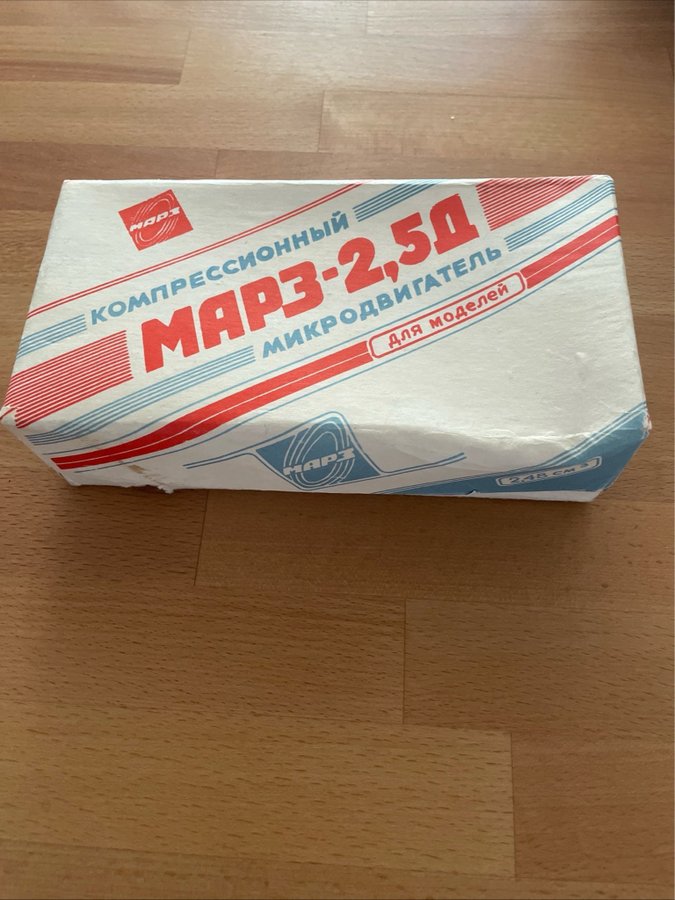 МАРЗ
КОМПРЕССИОННЫЙ
МАРЗ-2,5Д
МИКРОДВИГАТЕЛЬ
для моделей
МАРЗ
2,48 см³